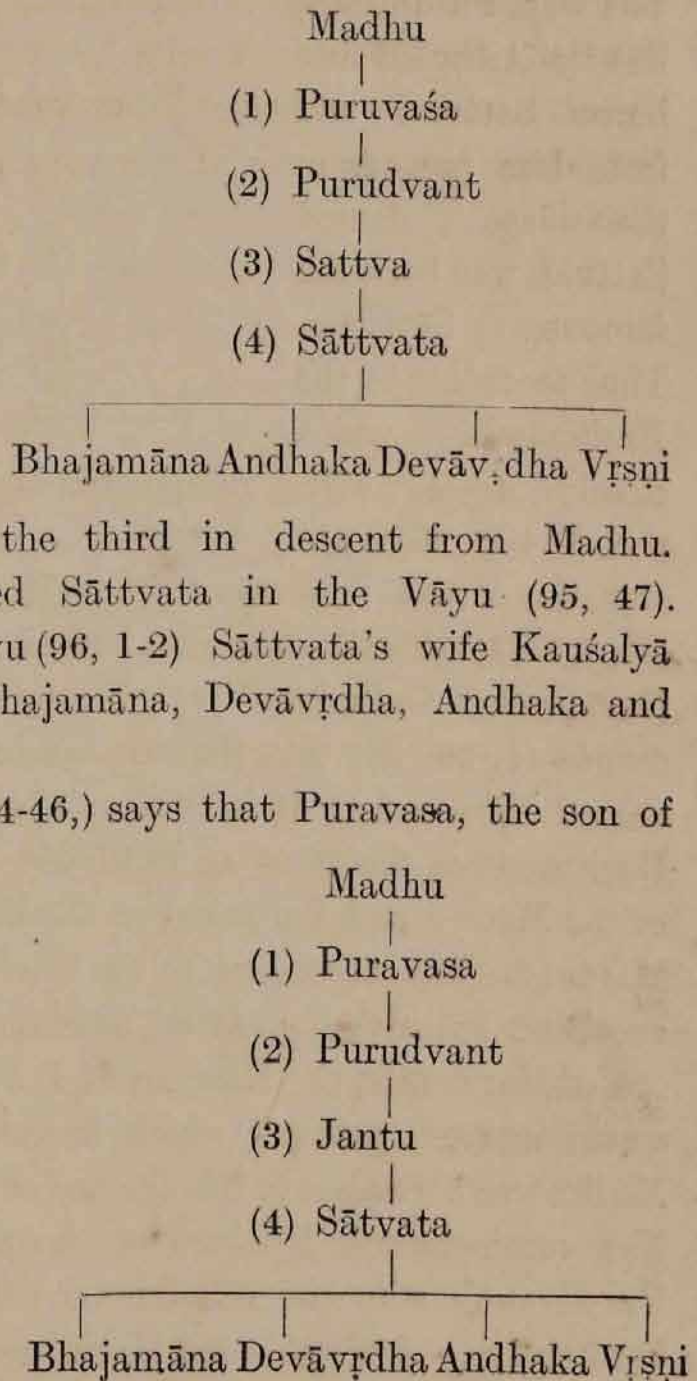 Madhu
(1) Puruvaśa
(2) Purudvant
(3) Sattva
(4) Sāttvata
Bhajamāna Andhaka Devāv.dha Vṛṣṇi
the third in descent from Madhu.
ed Sāttvata in the Vāyu (95, 47).
yu (96, 1-2) Sāttvata's wife Kauśalyā
hajamāna, Devāvṛdha, Andhaka and
4-46,) says that Puravasa, the son of
Madhu
(1) Puravasa
(2) Purudvant
(3) Jantu
(4) Sātvata
Bhajamāna Devāvṛdha Andhaka Vṛṣṇi